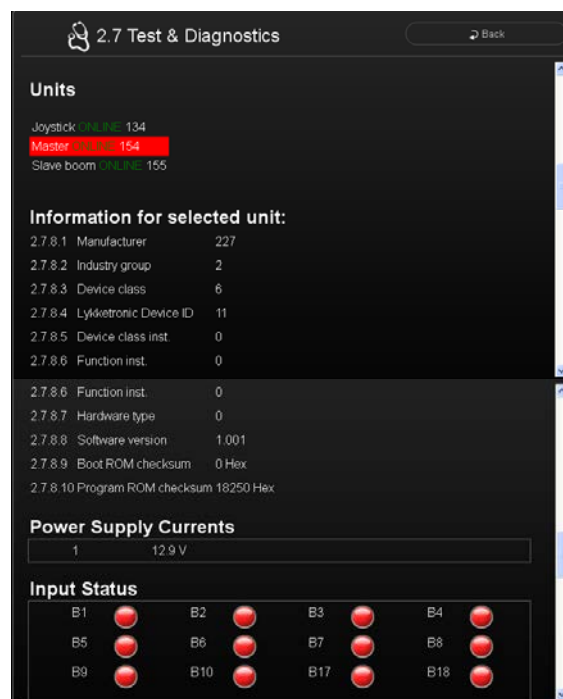 2.7 Test & Diagnostics
Back
Units
Joystick ONLINE 134
Master ONLINE 154
Slave boom ONLINE 155
Information for selected unit:
2.7.8.1 Manufacturer 227
2.7.8.2 Industry group 2
2.7.8.3 Device class 6
2.7.8.4 Lykketronic Device ID 11
2.7.8.5 Device class inst. 0
2.7.8.6 Function inst. 0
2.7.8.6 Function inst. 0
2.7.8.7 Hardware type 0
2.7.8.8 Software version 1.001
2.7.8.9 Boot ROM checksum 0 Hex
2.7.8.10 Program ROM checksum 18250 Hex
Power Supply Currents
1 12.9 V
Input Status
B1 B2 B3 B4
B5 B6 B7 B8
B9 B10 B17 B18